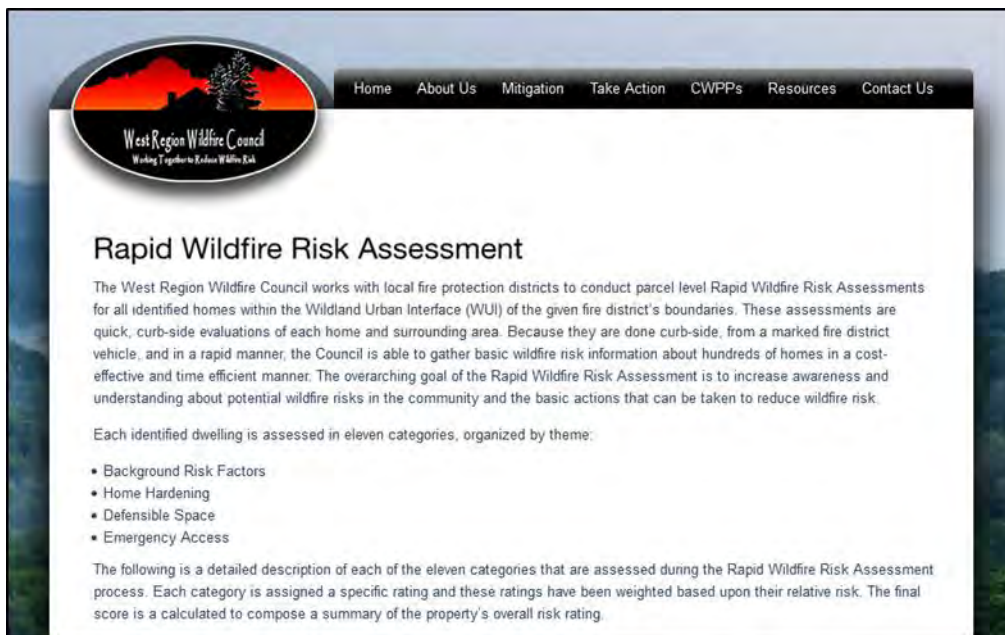 West Region Wildfire Council
Working Together to Reduce Wildfire Risk
Home About Us Mitigation Take Action CWPPs Resources Contact Us
Rapid Wildfire Risk Assessment
The West Region Wildfire Council works with local fire protection districts to conduct parcel level Rapid Wildfire Risk Assessments
for all identified homes within the Wildland Urban Interface (WUI) of the given fire district's boundaries. These assessments are
quick, curb-side evaluations of each home and surrounding area. Because they are done curb-side, from a marked fire district
vehicle, and in a rapid manner, the Council is able to gather basic wildfire risk information about hundreds of homes in a cost-
effective and time efficient manner. The overarching goal of the Rapid Wildfire Risk Assessment is to increase awareness and
understanding about potential wildfire risks in the community and the basic actions that can be taken to reduce wildfire risk.
Each identified dwelling is assessed in eleven categories, organized by theme:
• Background Risk Factors
• Home Hardening
• Defensible Space
• Emergency Access
The following is a detailed description of each of the eleven categories that are assessed during the Rapid Wildfire Risk Assessment
process. Each category is assigned a specific rating and these ratings have been weighted based upon their relative risk. The final
score is a calculated to compose a summary of the property's overall risk rating.